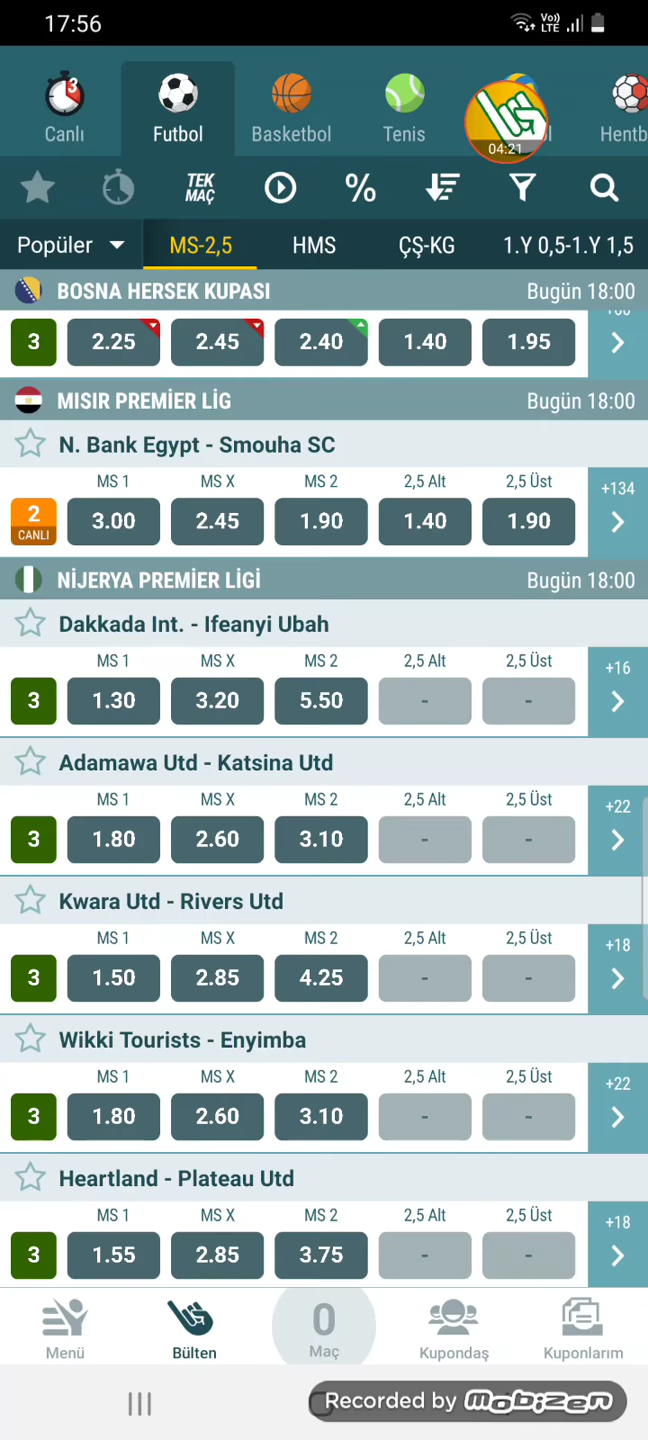 17:56
Vo))
LTE
3
Canlı
Futbol
Basketbol
Tenis
04:21
Hentb
TEK
MAÇ
%
Popüler
MS-2,5
HMS
ÇŞ-KG
1.Y 0,5-1.Y 1,5
BOSNA HERSEK KUPASI
Bugün 18:00
3
2.25
2.45
2.40
1.40
1.95
MISIR PREMİER LİG
Bugün 18:00
N. Bank Egypt - Smouha SC
MS 1
MS X
MS 2
2,5 Alt
2,5 Üst
+134
2
CANLI
3.00
2.45
1.90
1.40
1.90
NİJERYA PREMİER LİGİ
Bugün 18:00
Dakkada Int. - Ifeanyi Ubah
MS 1
MS X
MS 2
2,5 Alt
2,5 Üst
+16
3
1.30
3.20
5.50
-
-
Adamawa Utd - Katsina Utd
MS 1
MS X
MS 2
2,5 Alt
2,5 Üst
+22
3
1.80
2.60
3.10
-
-
Kwara Utd - Rivers Utd
MS 1
MS X
MS 2
2,5 Alt
2,5 Üst
+18
3
1.50
2.85
4.25
-
-
Wikki Tourists - Enyimba
MS 1
MS X
MS 2
2,5 Alt
2,5 Üst
+22
3
1.80
2.60
3.10
-
-
Heartland - Plateau Utd
MS 1
MS X
MS 2
2,5 Alt
2,5 Üst
+18
3
1.55
2.85
3.75
-
-
0
Menü
Bülten
Maç
Kupondaş
Kuponlarım
Recorded by mobizen